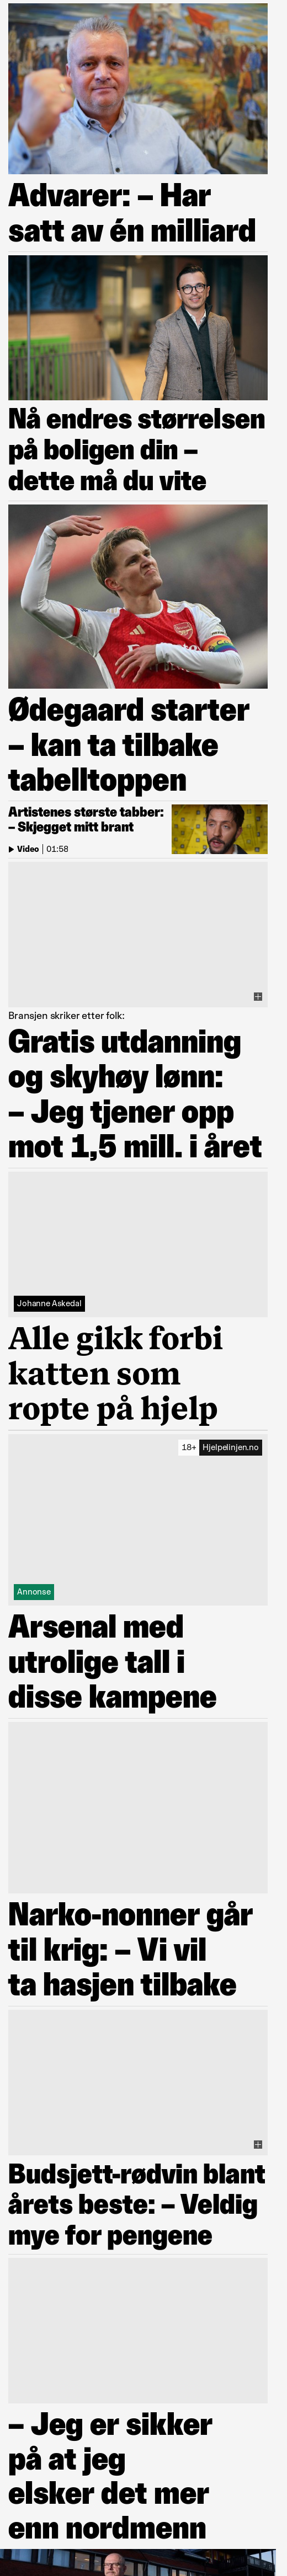 Advarer: – Har
satt av én milliard
Nå endres størrelsen
på boligen din –
dette må du vite
Ødegaard starter
– kan ta tilbake
tabelltoppen
Artistenes største tabber:
– Skjegget mitt brant
Video | 01:58
Bransjen skriker etter folk:
Gratis utdanning
og skyhøy lønn:
– Jeg tjener opp
mot 1,5 mill. i året
Johanne Askedal
Alle gikk forbi
katten som
ropte på hjelp
18+ Hjelpelinjen.no
Annonse
Arsenal med
utrolige tall i
disse kampene
Narko-nonner går
til krig: – Vi vil
ta hasjen tilbake
Budsjett-rødvin blant
årets beste: – Veldig
mye for pengene
– Jeg er sikker
på at jeg
elsker det mer
enn nordmenn